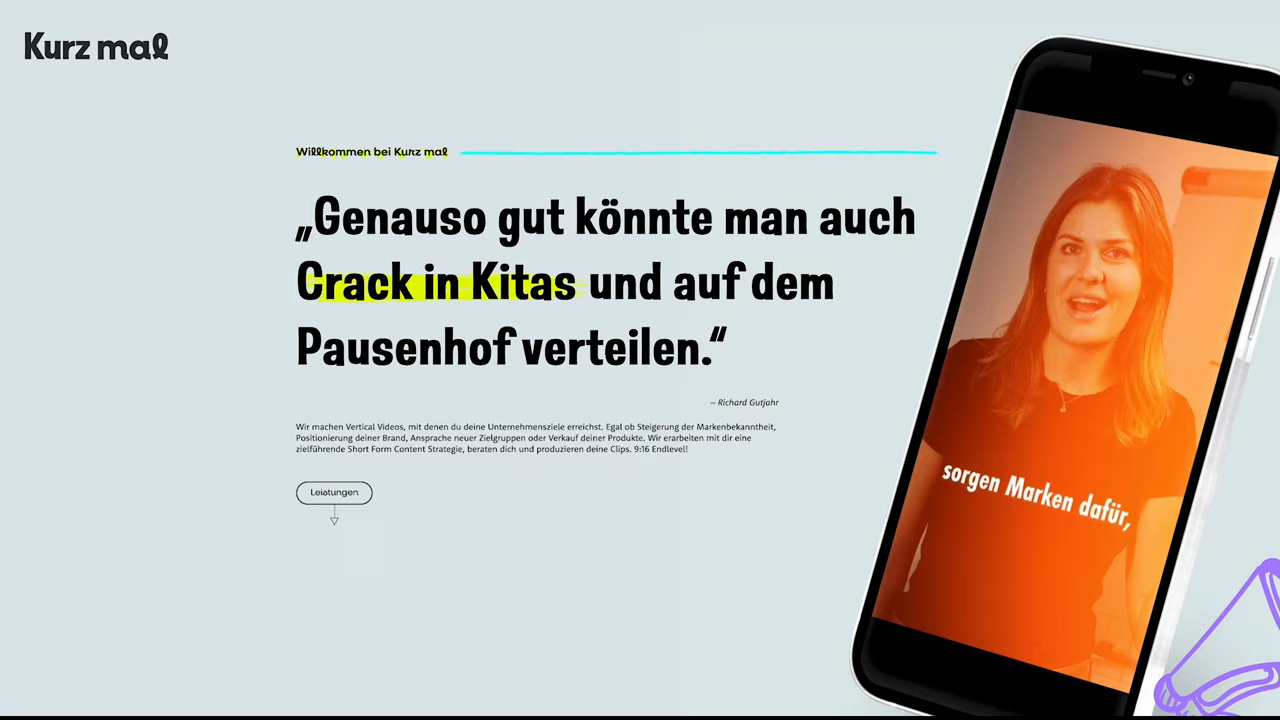 Kurz mal
Willkommen bei Kurz mal
„Genauso gut könnte man auch
Crack in Kitas und auf dem
Pausenhof verteilen.“
– Richard Gutjahr
Wir machen Vertical Videos, mit denen du deine Unternehmensziele erreichst. Egal ob Steigerung der Markenbekanntheit,
Positionierung deiner Brand, Ansprache neuer Zielgruppen oder Verkauf deiner Produkte. Wir erarbeiten mit dir eine
zielführende Short Form Content Strategie, beraten dich und produzieren deine Clips. 9:16 Endlevel!
Leistungen
sorgen Marken dafür,